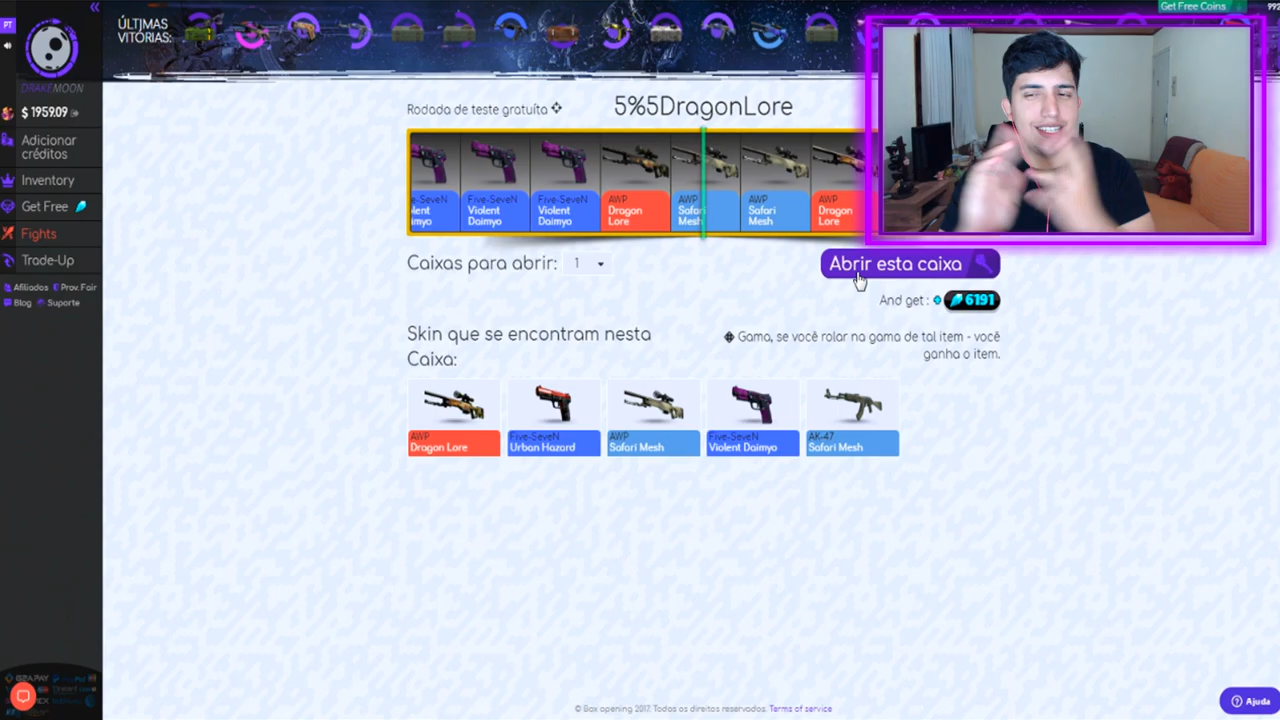 Get Free Coins
992
PT
ÚLTIMAS
VITÓRIAS:
DRAKEMOON
$ 1959.09
Adicionar
créditos
Inventory
Get Free
Fights
Trade-Up
Afiliados
Prov. Fair
Blog
Suporte
Rodada de teste gratuíta
5%5DragonLore
e-SeveN
Five-SeveN
Five-SeveN
AWP
AWP
AWP
AWP
Violent
Daimyo
Violent
Daimyo
Dragon
Lore
Safari
Mesh
Safari
Mesh
Dragon
Lore
Caixas para abrir:
1
Abrir esta caixa
And get :
6191
Skin que se encontram nesta
Caixa:
Gama, se você rolar na gama de tal item - você
ganha o item.
AWP
Dragon Lore
Five-SeveN
Urban Hazard
AWP
Safari Mesh
Five-SeveN
Violent Daimyo
AK-47
Safari Mesh
G2A PAY
© Box opening 2017. Todos os direitos reservados. Terms of service
Ajuda